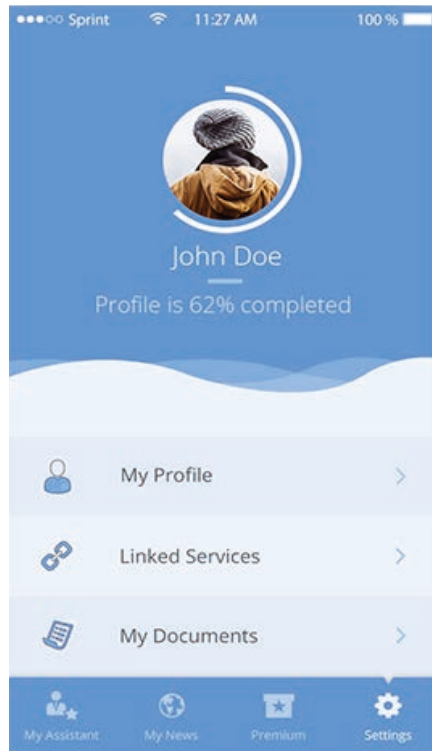 Sprint 11:27 AM 100 %
John Doe
Profile is 62% completed
My Profile
Linked Services
My Documents
My Assistant My News Premium Settings